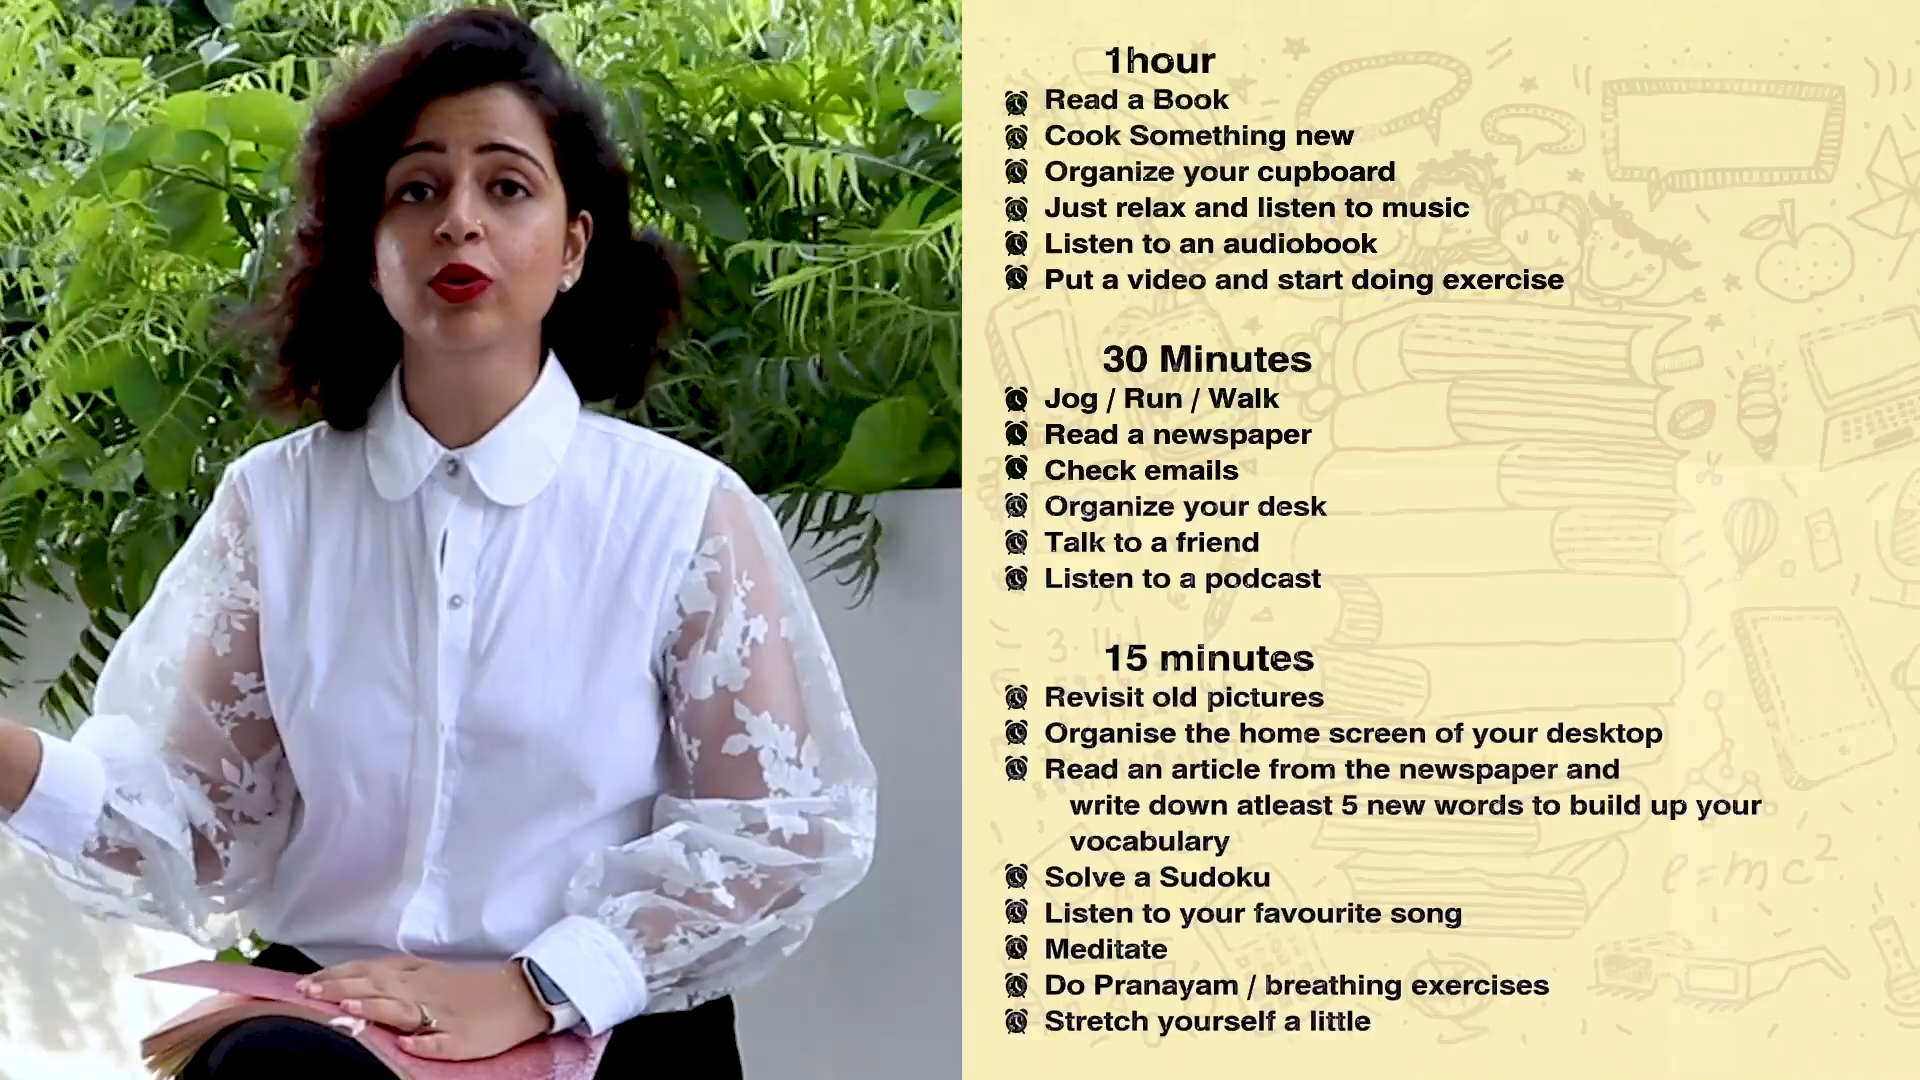 1hour
Read a Book
Cook Something new
Organize your cupboard
Just relax and listen to music
Listen to an audiobook
Put a video and start doing exercise
30 Minutes
Jog / Run / Walk
Read a newspaper
Check emails
Organize your desk
Talk to a friend
Listen to a podcast
15 minutes
Revisit old pictures
Organise the home screen of your desktop
Read an article from the newspaper and
write down atleast 5 new words to build up your
vocabulary
Solve a Sudoku
Listen to your favourite song
Meditate
Do Pranayam / breathing exercises
Stretch yourself a little
e=mc²